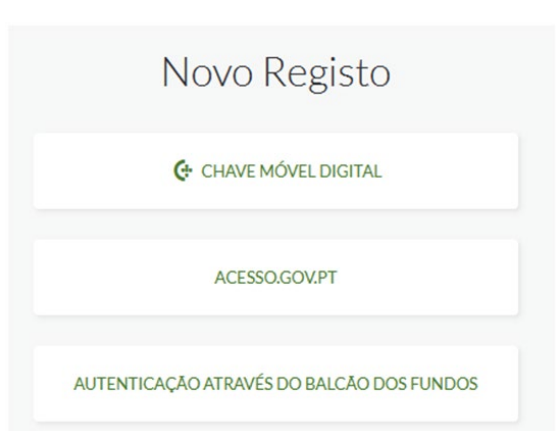 Novo Registo
CHAVE MÓVEL DIGITAL
ACESSO.GOV.PT
AUTENTICAÇÃO ATRAVÉS DO BALCÃO DOS FUNDOS